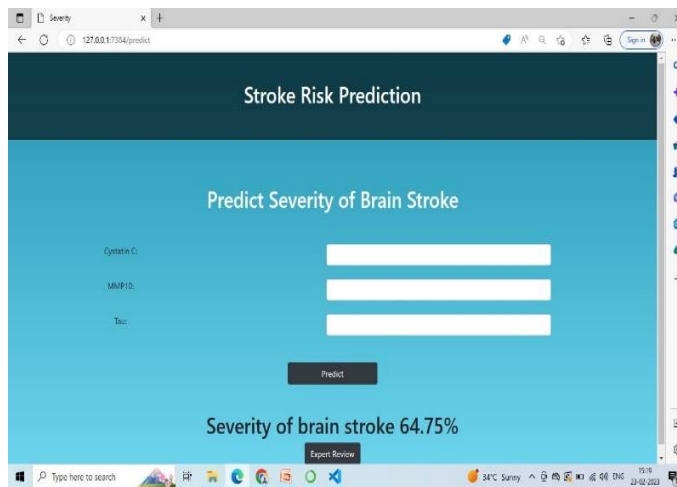 Severity
127.0.0.1:7384/predict
Sign in
Stroke Risk Prediction
Predict Severity of Brain Stroke
Cystatin C:
MMP10:
Tau:
Predict
Severity of brain stroke 64.75%
Expert Review
Type here to search
34°C Sunny
ENG
15:19
23-02-2023